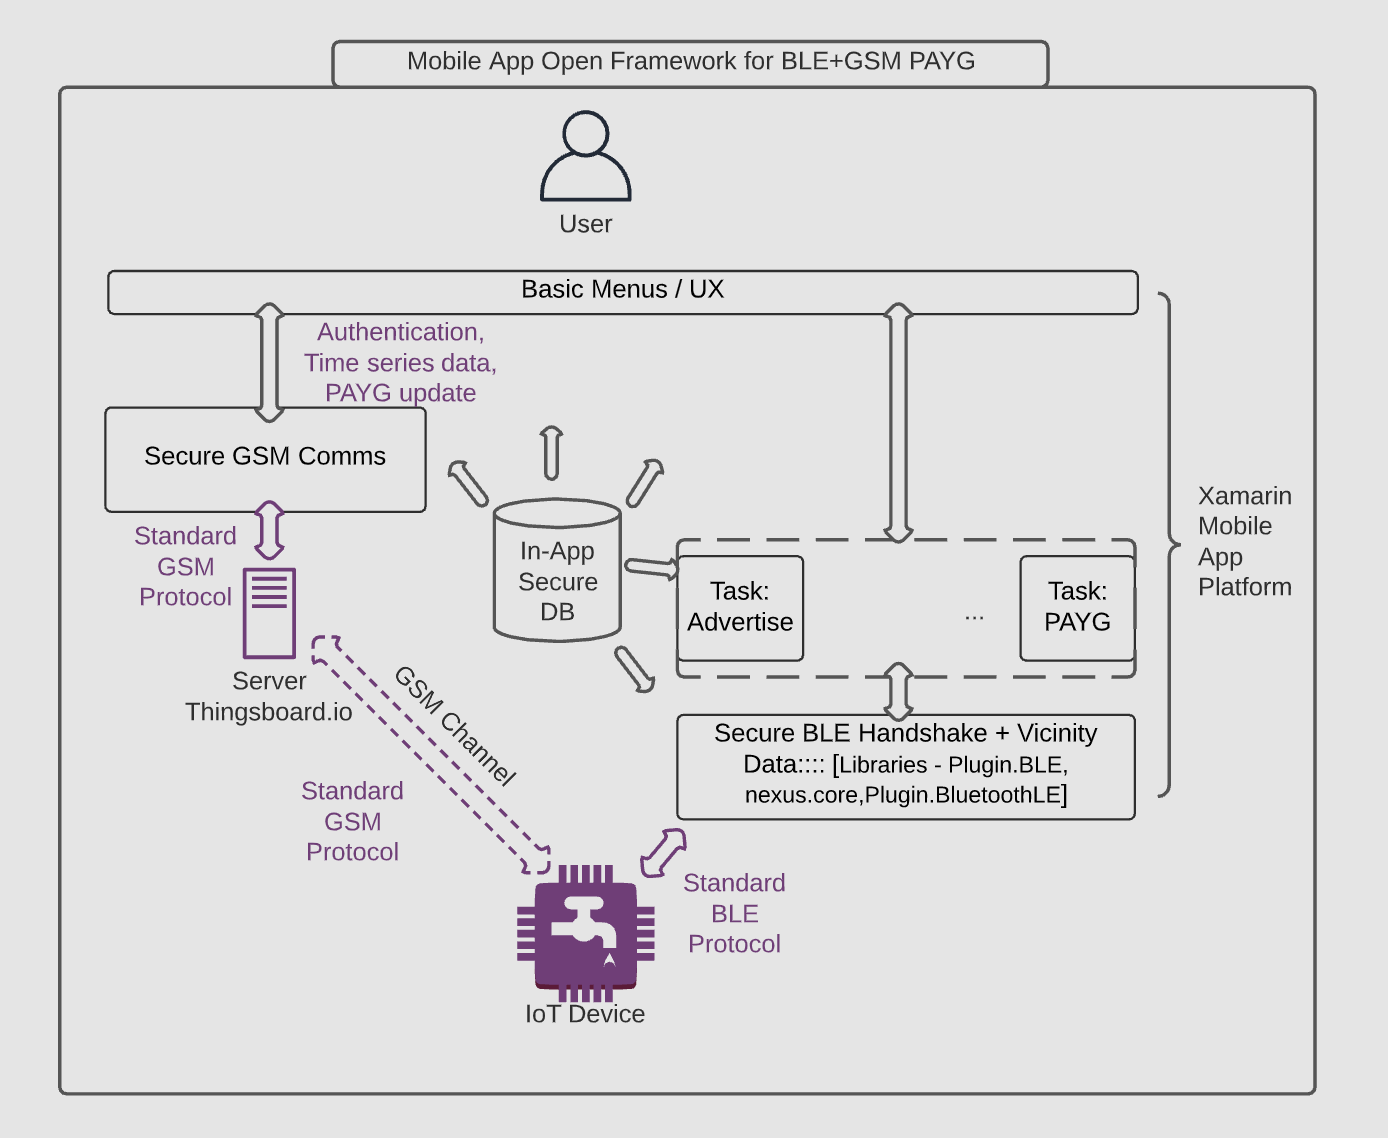 Mobile App Open Framework for BLE+GSM PAYG
User
Basic Menus / UX
Authentication,
Time series data,
PAYG update
Secure GSM Comms
Standard
GSM
Protocol
Server
Thingsboard.io
GSM Channel
Standard
GSM
Protocol
In-App
Secure
DB
Task:
Advertise
...
Task:
PAYG
Secure BLE Handshake + Vicinity
Data:::: [Libraries - Plugin.BLE,
nexus.core,Plugin.BluetoothLE]
Standard
BLE
Protocol
IoT Device
Xamarin
Mobile
App
Platform